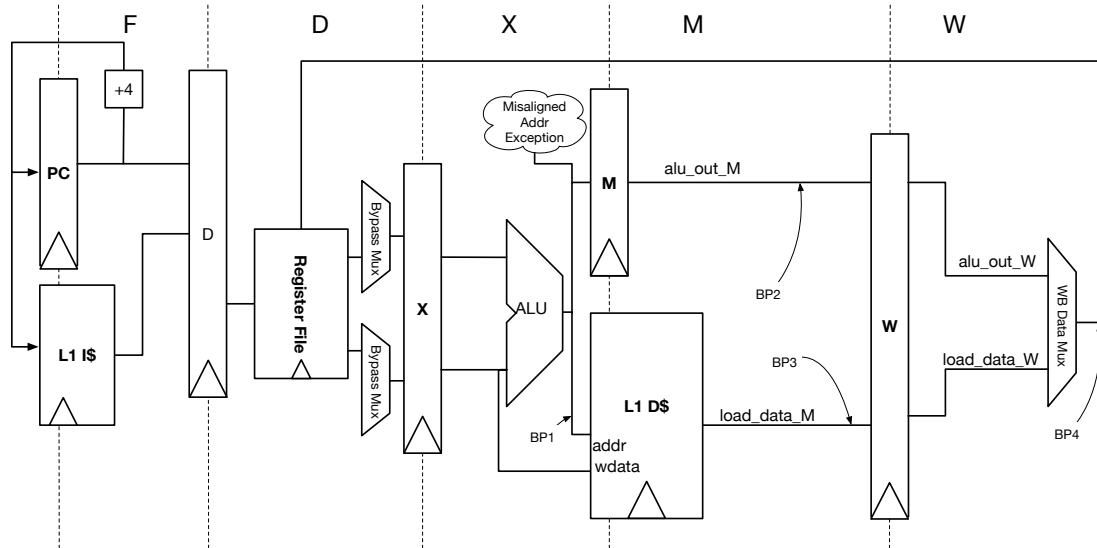 F
D
X
M
W
+4
Misaligned
Addr
Exception
PC
M
alu_out_M
Bypass Mux
D
Register File
BP2
alu_out_W
WB Data Mux
X
ALU
W
L1 I$
Bypass Mux
BP3
load_data_W
L1 D$
load_data_M
BP1
BP4
addr
wdata